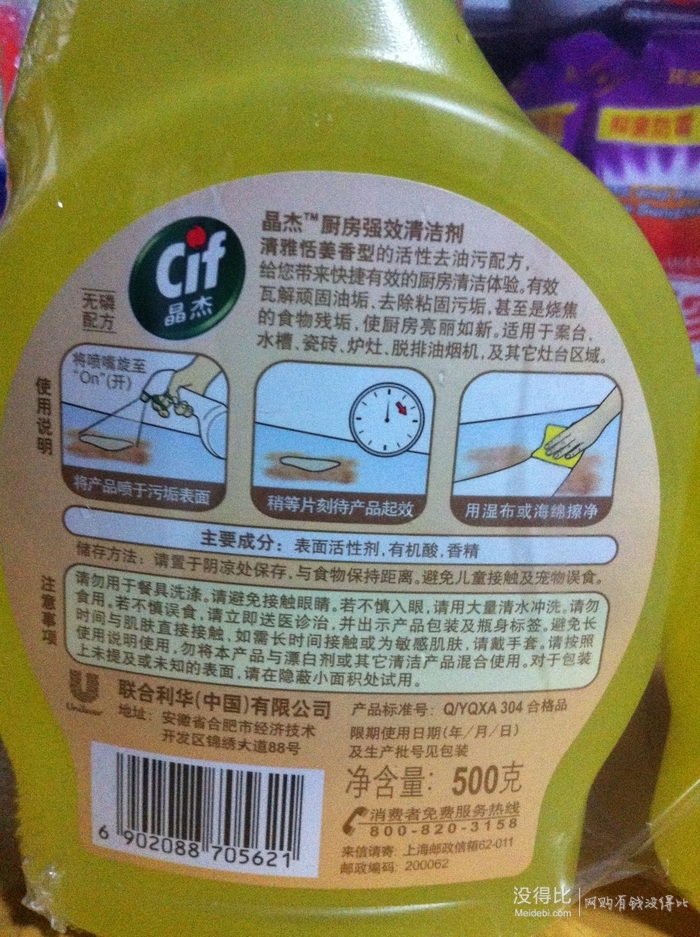 晶杰™厨房强效清洁剂
清雅恬姜香型的活性去油污配方,
给您带来快捷有效的厨房清洁体验。有效
瓦解顽固油垢、去除粘固污垢,甚至是烧焦
的食物残垢,使厨房亮丽如新。适用于案台、
水槽、瓷砖、炉灶、脱排油烟机,及其它灶台区域。
Cif
晶杰
无磷
配方
使用说明
将喷嘴旋至
“On”(开)
将产品喷于污垢表面
稍等片刻待产品起效
用湿布或海绵擦净
主要成分：表面活性剂,有机酸,香精
储存方法：请置于阴凉处保存,与食物保持距离。避免儿童接触及宠物误食。
注意事项
请勿用于餐具洗涤。请避免接触眼睛。若不慎入眼,请用大量清水冲洗。请勿
食用。若不慎误食,请立即送医诊治,并出示产品包装及瓶身标签。避免长
时间与肌肤直接接触,如需长时间接触或为敏感肌肤,请戴手套。请按照
使用说明使用,勿将本产品与漂白剂或其它清洁产品混合使用。对于包装
上未提及或未知的表面,请在隐蔽小面积处试用。
Unilever
联合利华(中国)有限公司
地址：安徽省合肥市经济技术
开发区锦绣大道88号
产品标准号：Q/YQXA 304 合格品
限期使用日期(年/月/日)
及生产批号见包装
净含量：500克
消费者免费服务热线
800-820-3158
来信请寄：上海邮政信箱62-011
邮政编码：200062
6 902088 705621
没得比
Meidebi.com
网购有钱没得比